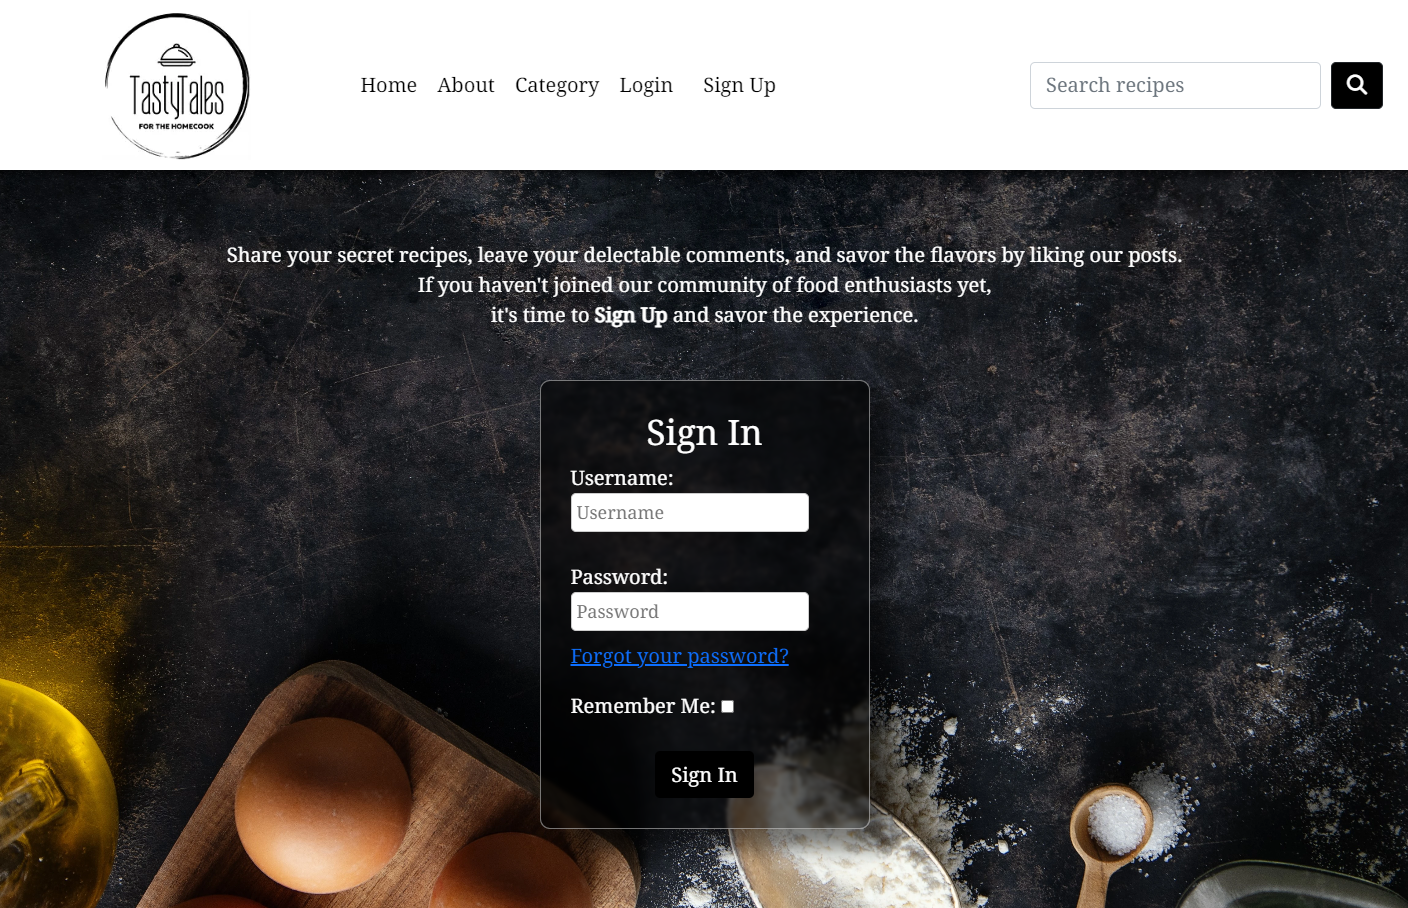 TastyTales
FOR THE HOMECOOK
Home About Category Login Sign Up
Search recipes
Share your secret recipes, leave your delectable comments, and savor the flavors by liking our posts.
If you haven't joined our community of food enthusiasts yet,
it's time to Sign Up and savor the experience.
Sign In
Username:
Username
Password:
Password
Forgot your password?
Remember Me:
Sign In